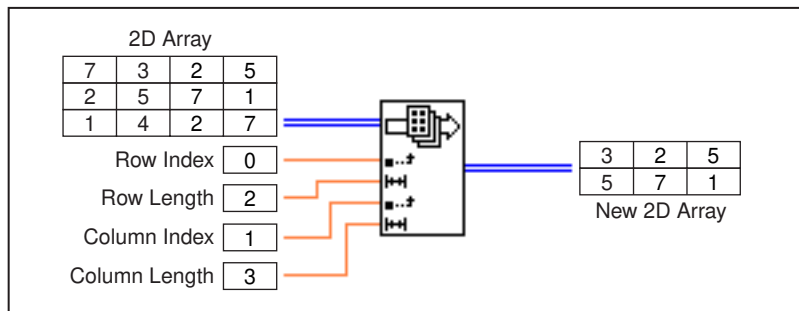 2D Array
7 3 2 5
2 5 7 1
1 4 2 7
Row Index 0
Row Length 2
Column Index 1
Column Length 3
3 2 5
5 7 1
New 2D Array